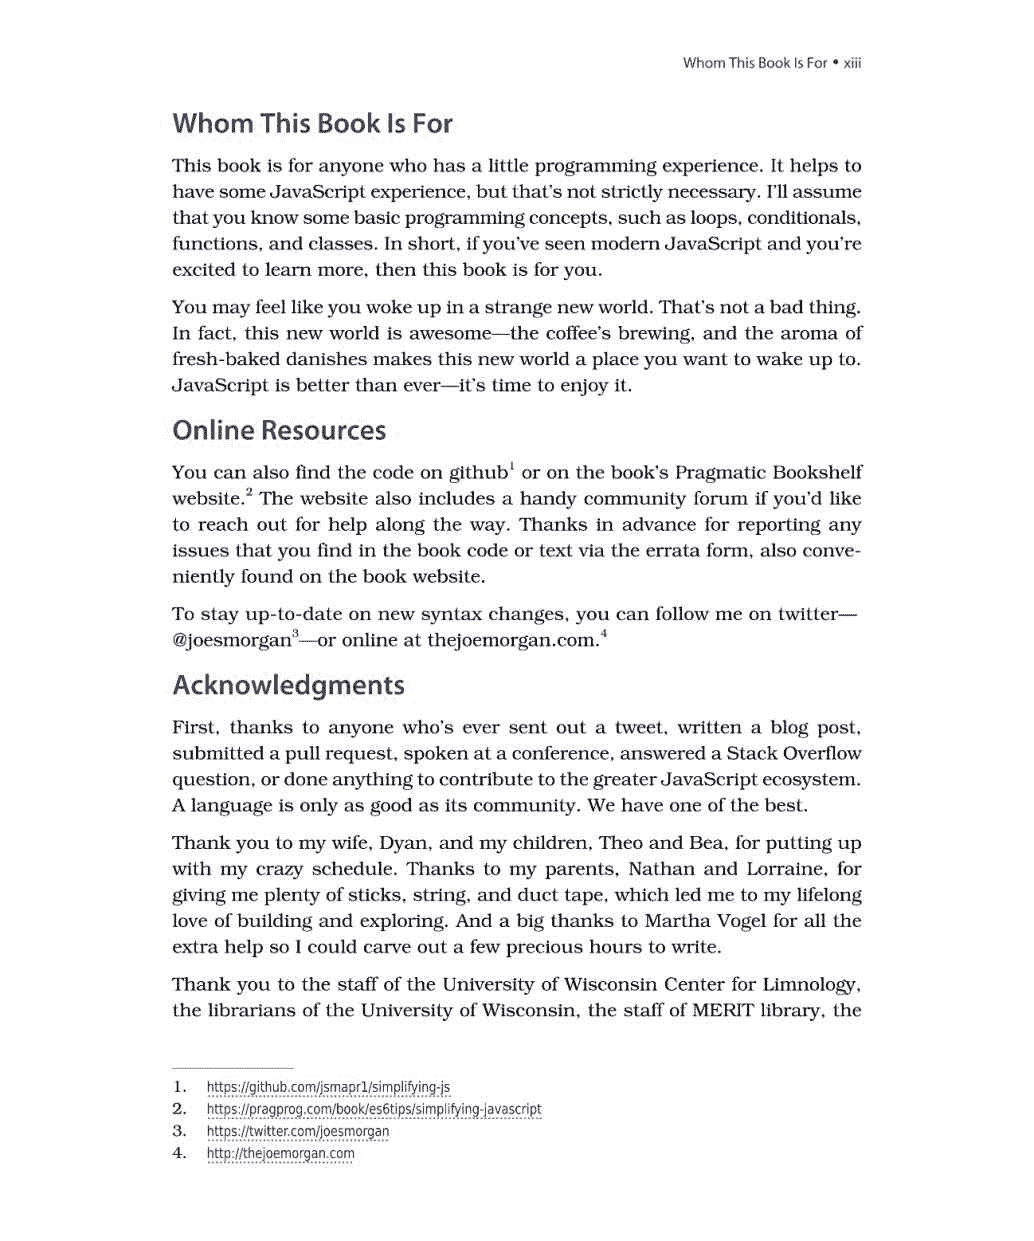 Whom This Book Is For • xiii
Whom This Book Is For
This book is for anyone who has a little programming experience. It helps to
have some JavaScript experience, but that's not strictly necessary. I'll assume
that you know some basic programming concepts, such as loops, conditionals,
functions, and classes. In short, if you've seen modern JavaScript and you're
excited to learn more, then this book is for you.
You may feel like you woke up in a strange new world. That's not a bad thing.
In fact, this new world is awesome—the coffee's brewing, and the aroma of
fresh-baked danishes makes this new world a place you want to wake up to.
JavaScript is better than ever—it's time to enjoy it.
Online Resources
You can also find the code on github1 or on the book's Pragmatic Bookshelf
website.2 The website also includes a handy community forum if you'd like
to reach out for help along the way. Thanks in advance for reporting any
issues that you find in the book code or text via the errata form, also conve-
niently found on the book website.
To stay up-to-date on new syntax changes, you can follow me on twitter—
@joesmorgan3—or online at thejoemorgan.com.4
Acknowledgments
First, thanks to anyone who's ever sent out a tweet, written a blog post,
submitted a pull request, spoken at a conference, answered a Stack Overflow
question, or done anything to contribute to the greater JavaScript ecosystem.
A language is only as good as its community. We have one of the best.
Thank you to my wife, Dyan, and my children, Theo and Bea, for putting up
with my crazy schedule. Thanks to my parents, Nathan and Lorraine, for
giving me plenty of sticks, string, and duct tape, which led me to my lifelong
love of building and exploring. And a big thanks to Martha Vogel for all the
extra help so I could carve out a few precious hours to write.
Thank you to the staff of the University of Wisconsin Center for Limnology,
the librarians of the University of Wisconsin, the staff of MERIT library, the
1. https://github.com/jsmapr1/simplifying-js
2. https://pragprog.com/book/es6tips/simplifying-javascript
3. https://twitter.com/joesmorgan
4. http://thejoemorgan.com